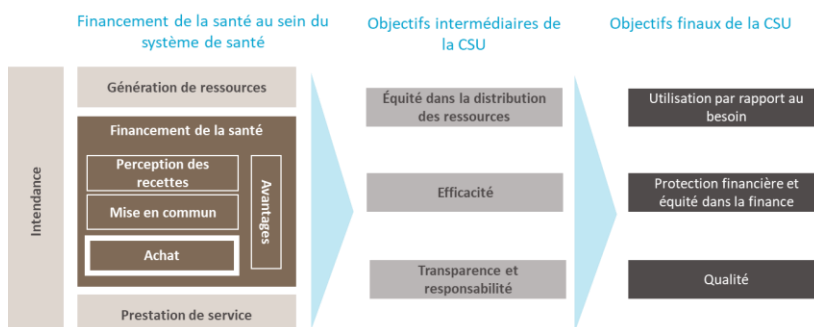 Financement de la santé au sein du
système de santé
Objectifs intermédiaires de
la CSU
Objectifs finaux de la CSU
Intendance
Génération de ressources
Financement de la santé
Perception des
recettes
Mise en commun
Achat
Avantages
Prestation de service
Équité dans la distribution
des ressources
Efficacité
Transparence et
responsabilité
Utilisation par rapport au
besoin
Protection financière et
équité dans la finance
Qualité